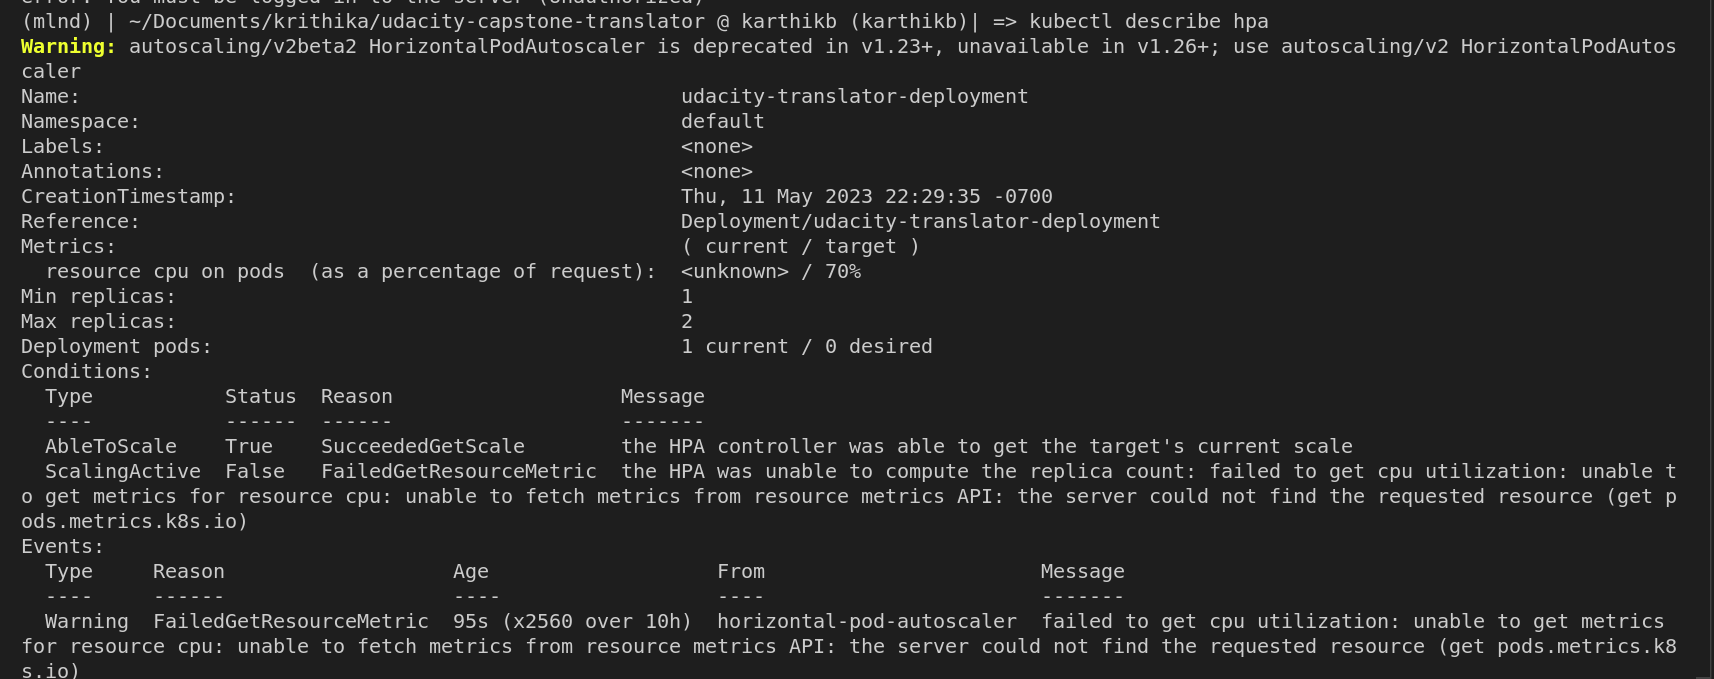 error: You must be logged in to the server (Unauthorized)
(mlnd) | ~/Documents/krithika/udacity-capstone-translator @ karthikb (karthikb)| => kubectl describe hpa
Warning: autoscaling/v2beta2 HorizontalPodAutoscaler is deprecated in v1.23+, unavailable in v1.26+; use autoscaling/v2 HorizontalPodAutos
caler
Name:                                                  udacity-translator-deployment
Namespace:                                             default
Labels:                                                <none>
Annotations:                                           <none>
CreationTimestamp:                                     Thu, 11 May 2023 22:29:35 -0700
Reference:                                             Deployment/udacity-translator-deployment
Metrics:                                               ( current / target )
  resource cpu on pods  (as a percentage of request):  <unknown> / 70%
Min replicas:                                          1
Max replicas:                                          2
Deployment pods:                                       1 current / 0 desired
Conditions:
  Type           Status  Reason                   Message
  ----           ------  ------                   -------
  AbleToScale    True    SucceededGetScale        the HPA controller was able to get the target's current scale
  ScalingActive  False   FailedGetResourceMetric  the HPA was unable to compute the replica count: failed to get cpu utilization: unable t
o get metrics for resource cpu: unable to fetch metrics from resource metrics API: the server could not find the requested resource (get p
ods.metrics.k8s.io)
Events:
  Type     Reason                   Age                   From                       Message
  ----     ------                   ----                  ----                       -------
  Warning  FailedGetResourceMetric  95s (x2560 over 10h)  horizontal-pod-autoscaler  failed to get cpu utilization: unable to get metrics
for resource cpu: unable to fetch metrics from resource metrics API: the server could not find the requested resource (get pods.metrics.k8
s.io)